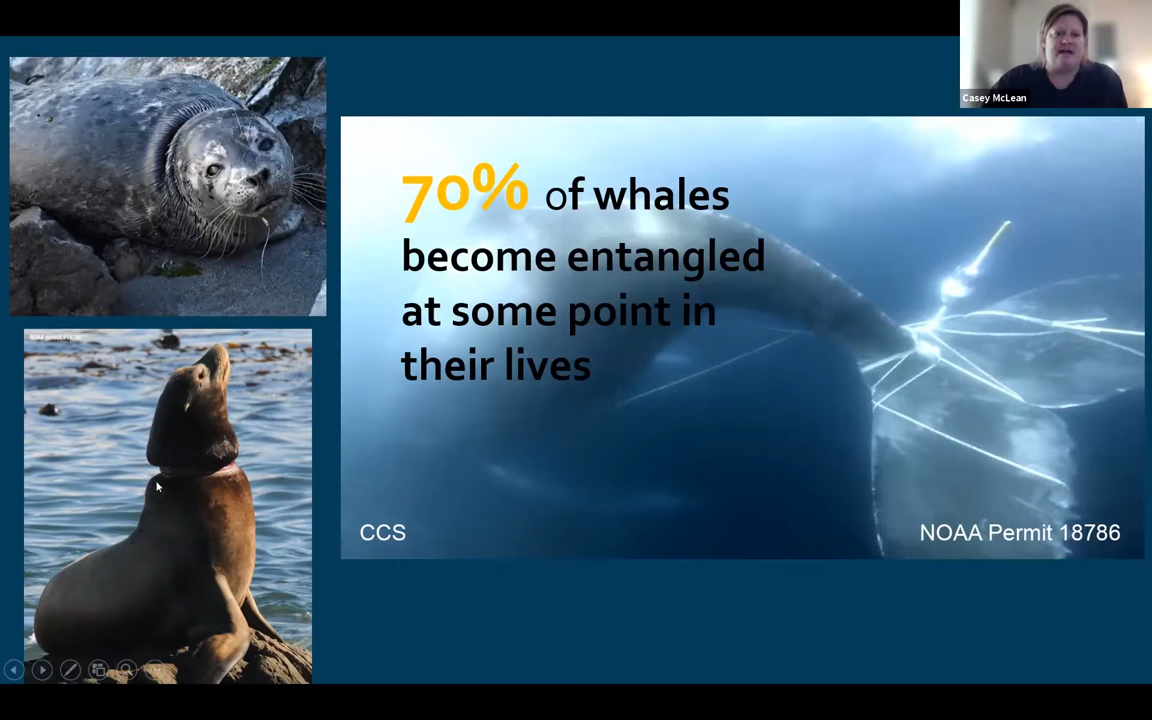 Casey McLean
70% of whales
become entangled
at some point in
their lives
CCS
NOAA Permit 18786